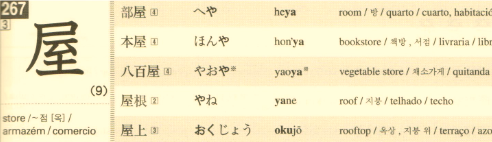 267
3
屋
(9)
store / ~점 [옥] /
armazém / comercio
部屋 4 へや heya room / 방 / quarto / cuarto, habitació
本屋 4 ほんや hon'ya bookstore / 책방 , 서점 / livraria / libr
八百屋 4 やおや※ yaoya※ vegetable store / 채소가게 / quitanda
屋根 2 やね yane roof / 지붕 / telhado / techo
屋上 3 おくじょう okujō rooftop / 옥상 , 지붕 위 / terraço / azo